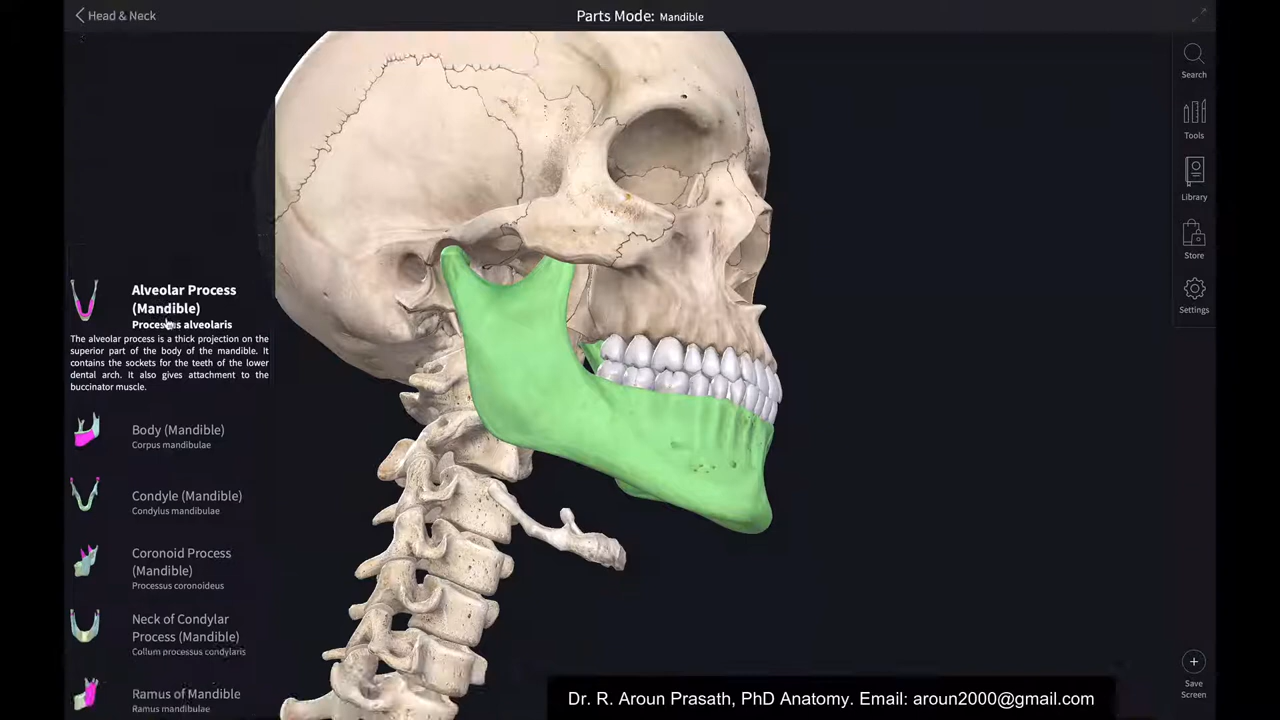 Head & Neck
Parts Mode: Mandible
Search
Tools
Library
Store
Settings
Alveolar Process
(Mandible)
Processus alveolaris
The alveolar process is a thick projection on the
superior part of the body of the mandible. It
contains the sockets for the teeth of the lower
dental arch. It also gives attachment to the
buccinator muscle.
Body (Mandible)
Corpus mandibulae
Condyle (Mandible)
Condylus mandibulae
Coronoid Process
(Mandible)
Processus coronoideus
Neck of Condylar
Process (Mandible)
Collum processus condylaris
Ramus of Mandible
Ramus mandibulae
Save
Screen
Dr. R. Aroun Prasath, PhD Anatomy. Email: aroun2000@gmail.com